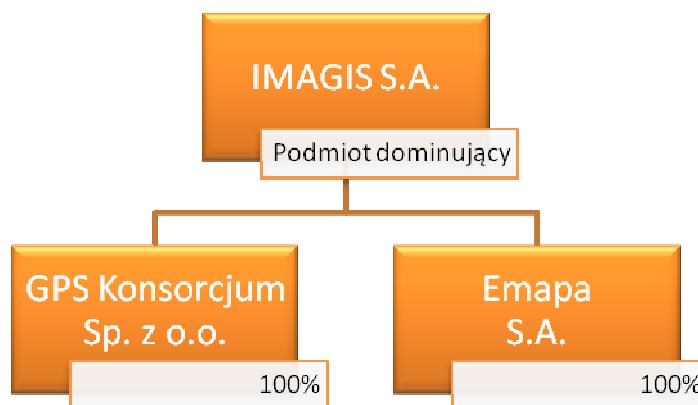 IMAGIS S.A.
Podmiot dominujący
GPS Konsorcjum
Sp. z o.o.
100%
Emapa
S.A.
100%